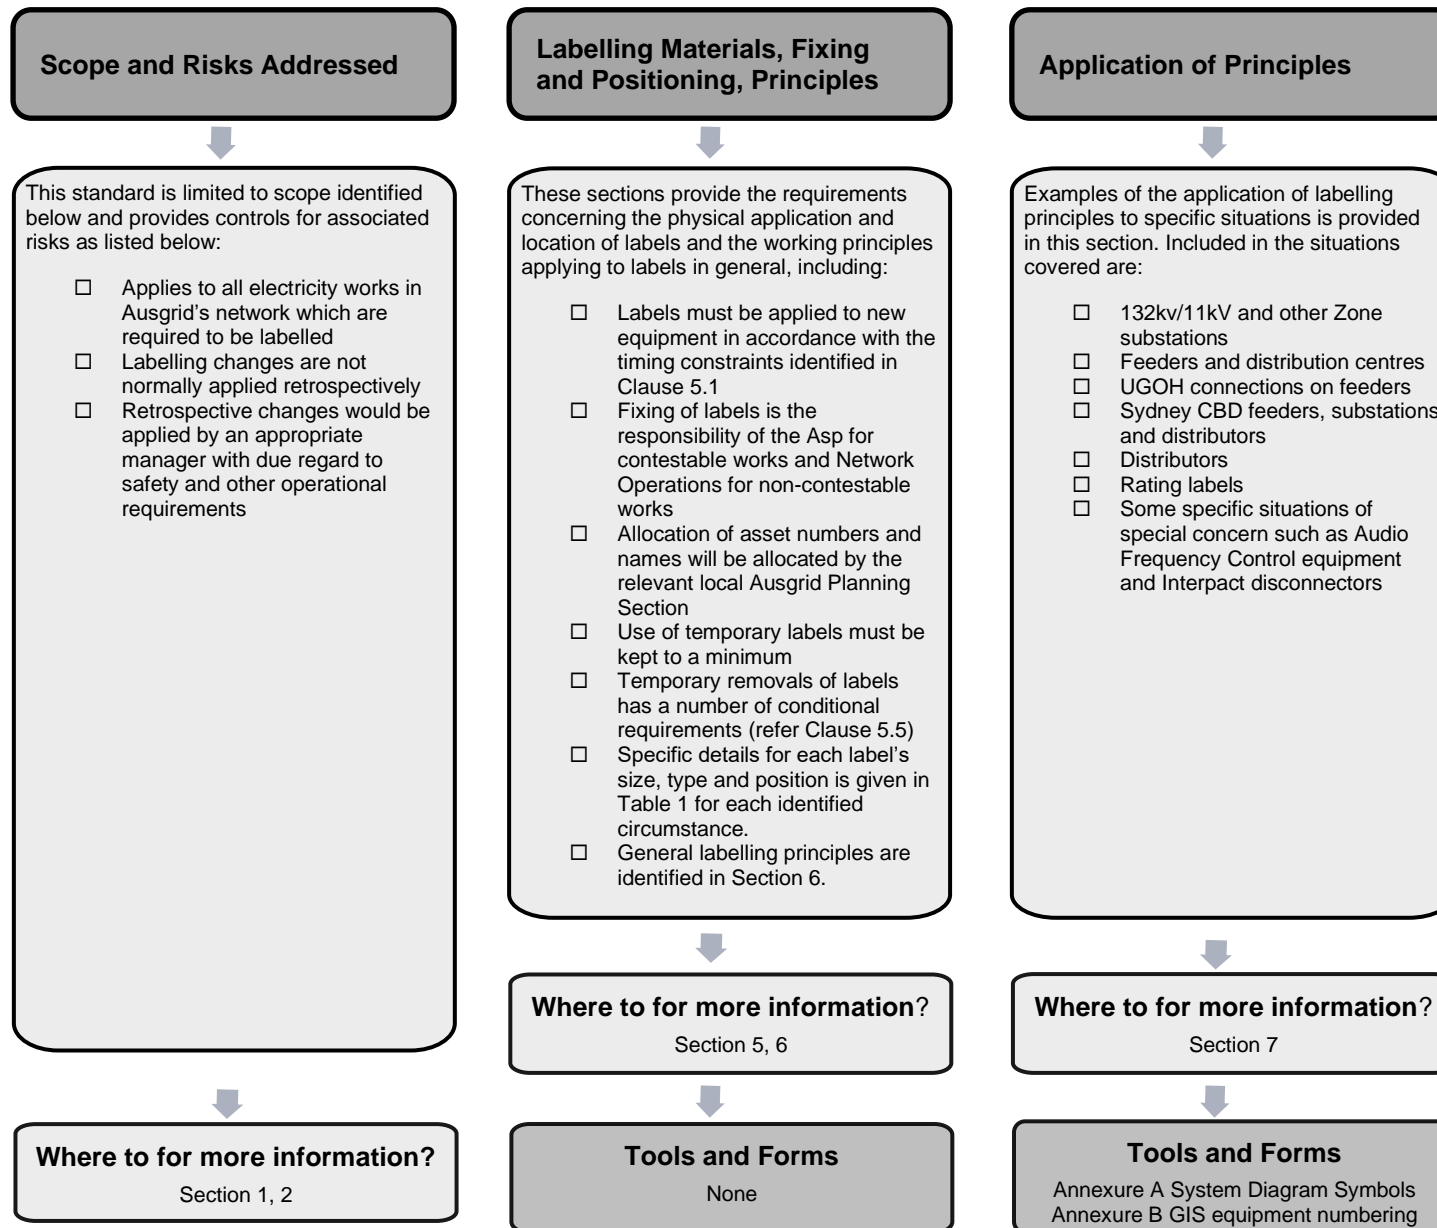 Scope and Risks Addressed
This standard is limited to scope identified
below and provides controls for associated
risks as listed below:
☐ Applies to all electricity works in
Ausgrid’s network which are
required to be labelled
☐ Labelling changes are not
normally applied retrospectively
☐ Retrospective changes would be
applied by an appropriate
manager with due regard to
safety and other operational
requirements
Where to for more information?
Section 1, 2
Labelling Materials, Fixing
and Positioning, Principles
These sections provide the requirements
concerning the physical application and
location of labels and the working principles
applying to labels in general, including:
☐ Labels must be applied to new
equipment in accordance with the
timing constraints identified in
Clause 5.1
☐ Fixing of labels is the
responsibility of the Asp for
contestable works and Network
Operations for non-contestable
works
☐ Allocation of asset numbers and
names will be allocated by the
relevant local Ausgrid Planning
Section
☐ Use of temporary labels must be
kept to a minimum
☐ Temporary removals of labels
has a number of conditional
requirements (refer Clause 5.5)
☐ Specific details for each label’s
size, type and position is given in
Table 1 for each identified
circumstance.
☐ General labelling principles are
identified in Section 6.
Where to for more information?
Section 5, 6
Tools and Forms
None
Application of Principles
Examples of the application of labelling
principles to specific situations is provided
in this section. Included in the situations
covered are:
☐ 132kv/11kV and other Zone
substations
☐ Feeders and distribution centres
☐ UGOH connections on feeders
☐ Sydney CBD feeders, substations
and distributors
☐ Distributors
☐ Rating labels
☐ Some specific situations of
special concern such as Audio
Frequency Control equipment
and Interpact disconnectors
Where to for more information?
Section 7
Tools and Forms
Annexure A System Diagram Symbols
Annexure B GIS equipment numbering